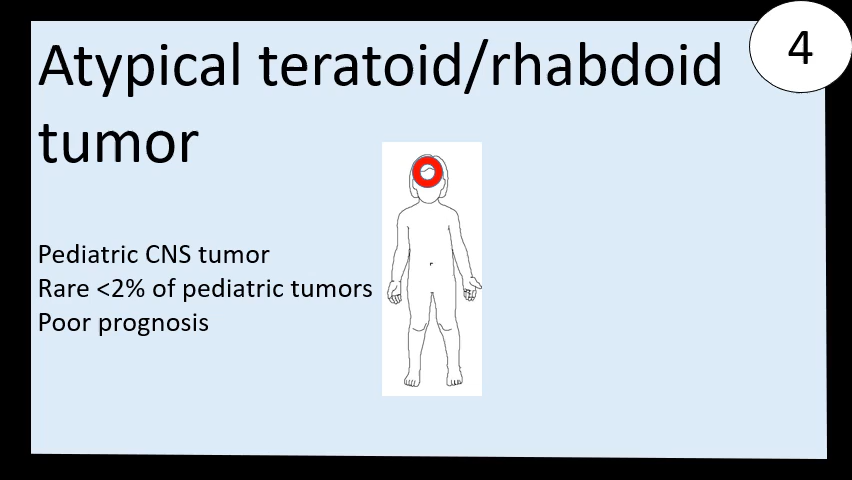 4
Atypical teratoid/rhabdoid
tumor
Pediatric CNS tumor
Rare <2% of pediatric tumors
Poor prognosis